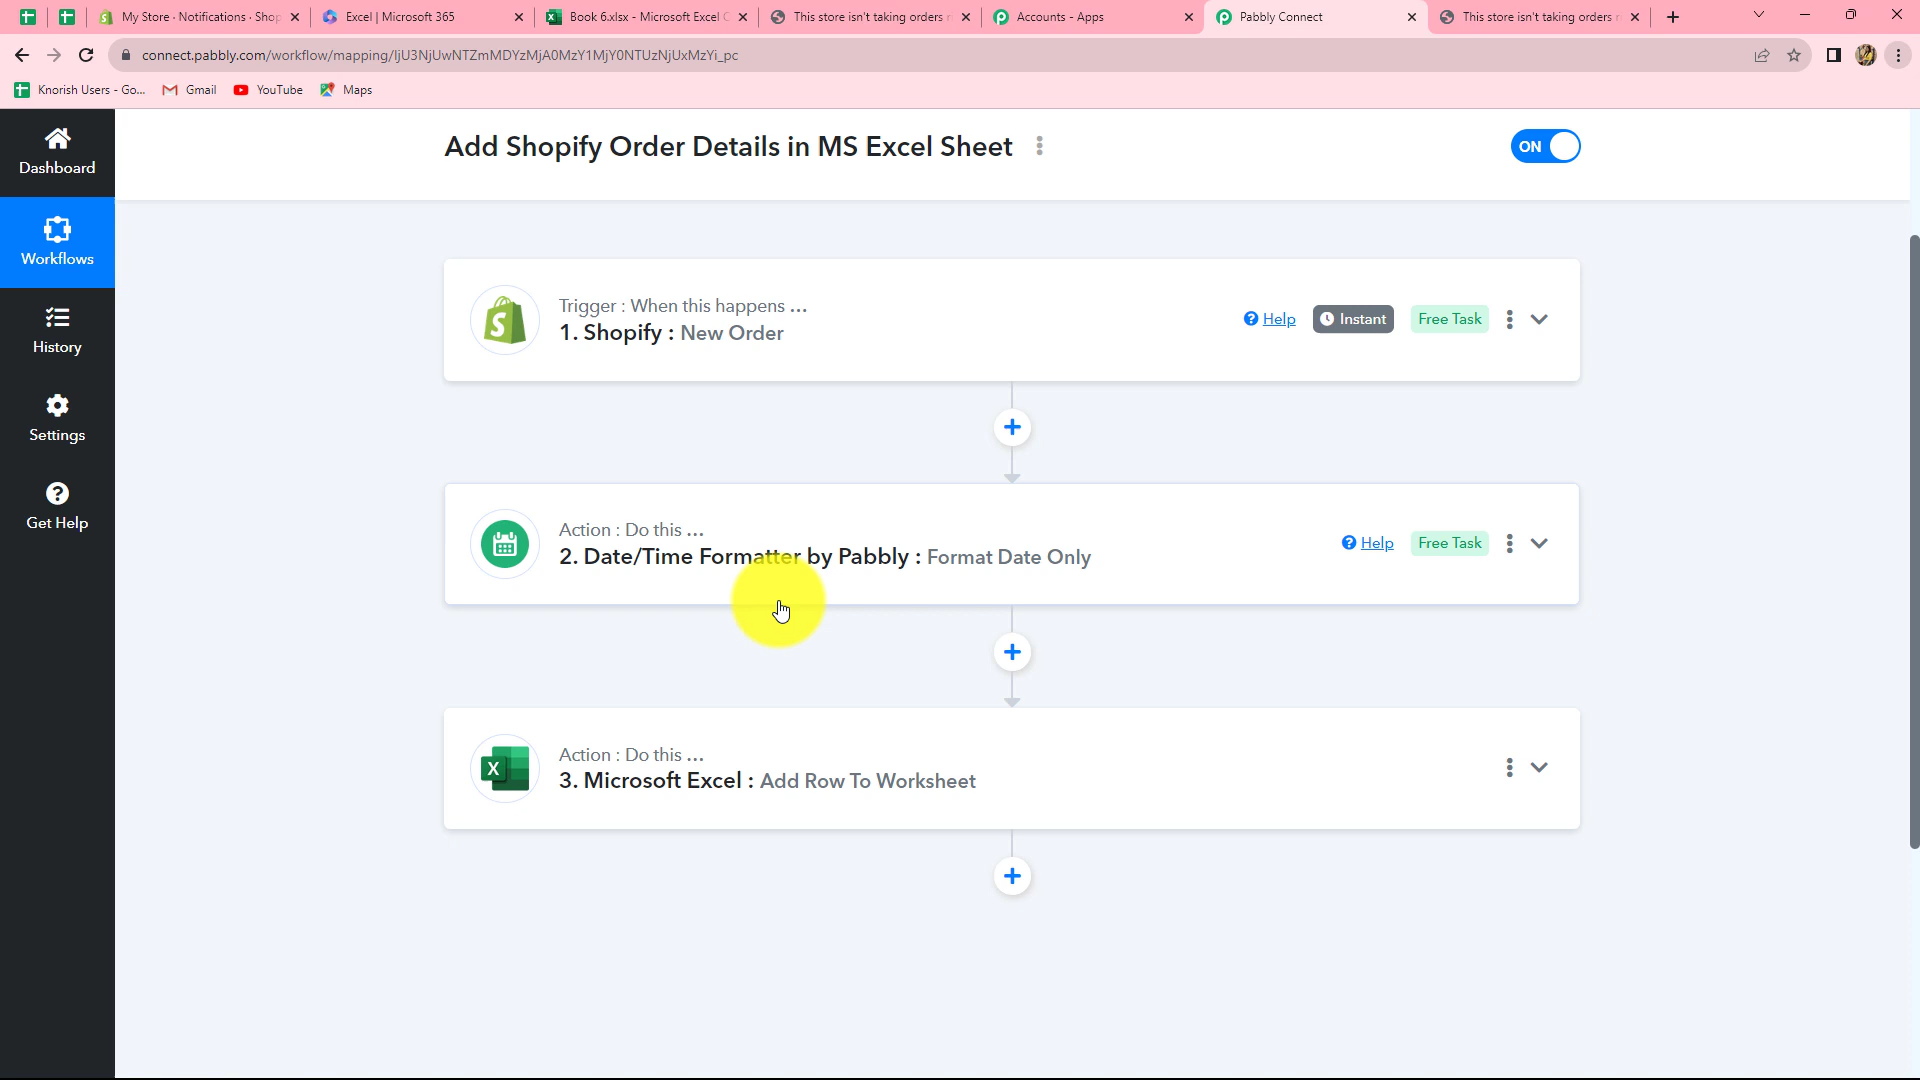 My Store · Notifications · Shop
Excel | Microsoft 365
Book 6.xlsx - Microsoft Excel
This store isn't taking orders
Accounts - Apps
Pabbly Connect
This store isn't taking orders
connect.pabbly.com/workflow/mapping/IjU3NjUwNTZmMDYzMjA0MzY1MjY0NTUzNjUxMzYi_pc
Knorish Users - Go...
Gmail
YouTube
Maps
Dashboard
Workflows
History
Settings
Get Help
Add Shopify Order Details in MS Excel Sheet
ON
Trigger : When this happens ...
1. Shopify : New Order
Help
Instant
Free Task
Action : Do this ...
2. Date/Time Formatter by Pabbly : Format Date Only
Help
Free Task
Action : Do this ...
3. Microsoft Excel : Add Row To Worksheet